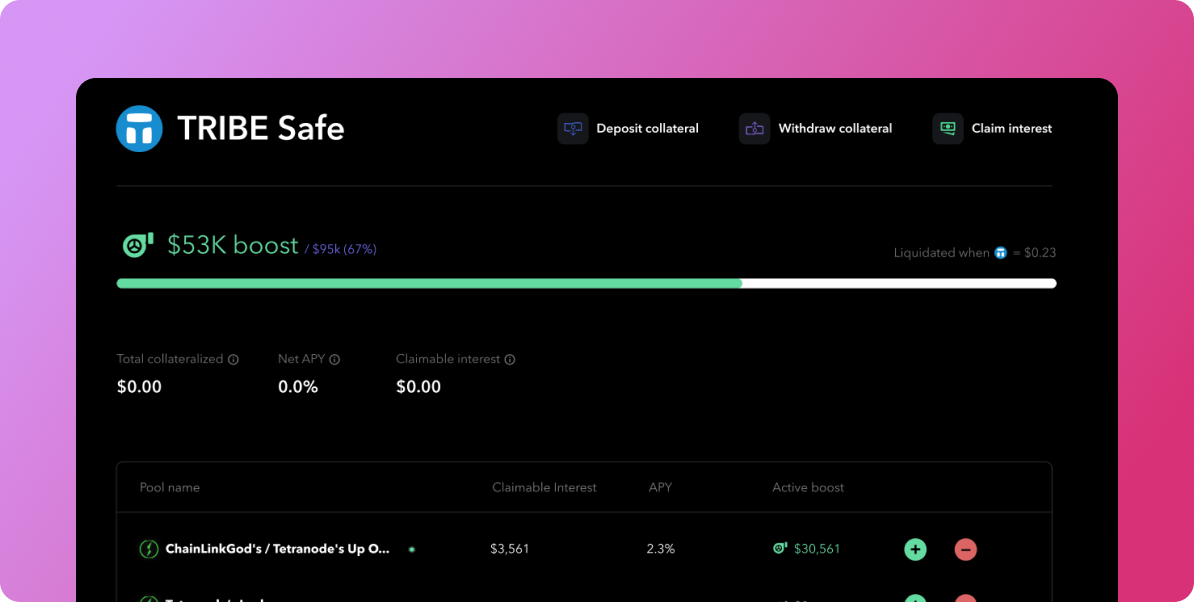 TRIBE Safe
Deposit collateral
Withdraw collateral
Claim interest
$53K boost / $95k (67%)
Liquidated when = $0.23
Total collateralized
Net APY
Claimable interest
$0.00
0.0%
$0.00
Pool name
Claimable Interest
APY
Active boost
ChainLinkGod's / Tetranode's Up O...
$3,561
2.3%
$30,561